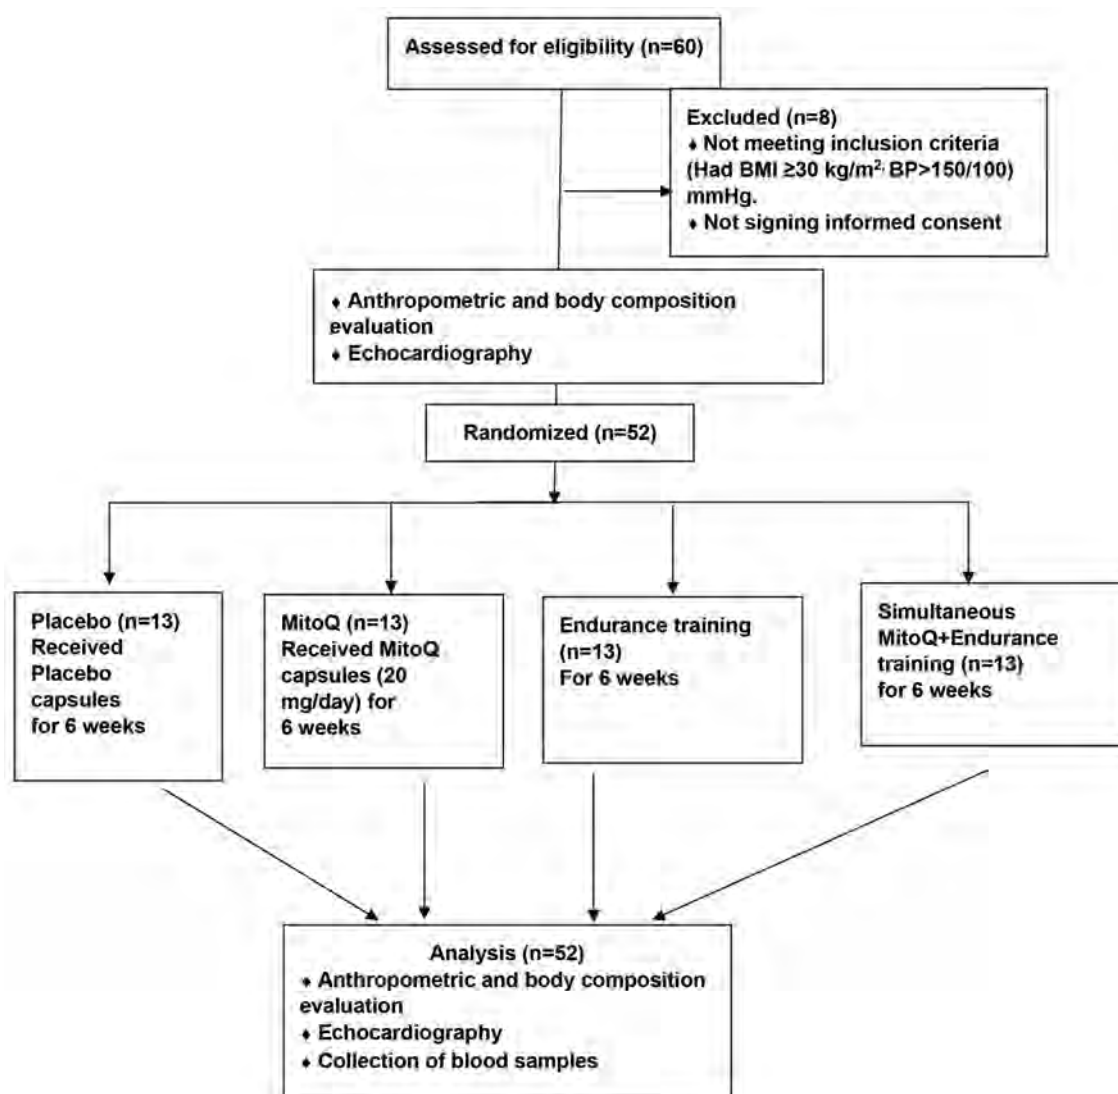 Assessed for eligibility (n=60)
Excluded (n=8)
♦ Not meeting inclusion criteria
(Had BMI ≥30 kg/m², BP>150/100)
mmHg.
♦ Not signing informed consent
♦ Anthropometric and body composition
evaluation
♦ Echocardiography
Randomized (n=52)
Placebo (n=13)
Received
Placebo
capsules
for 6 weeks
MitoQ (n=13)
Received MitoQ
capsules (20
mg/day) for
6 weeks
Endurance training
(n=13)
For 6 weeks
Simultaneous
MitoQ+Endurance
training (n=13)
for 6 weeks
Analysis (n=52)
♦ Anthropometric and body composition
evaluation
♦ Echocardiography
♦ Collection of blood samples